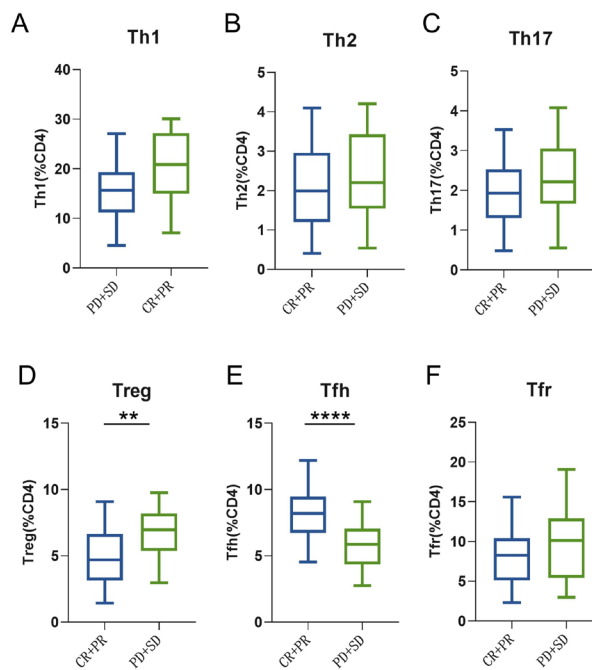 A
Th1
Th1(%CD4)
40
30
20
10
0
PD+SD
CR+PR
B
Th2
Th2(%CD4)
5
4
3
2
1
0
CR+PR
PD+SD
C
Th17
Th17(%CD4)
5
4
3
2
1
0
CR+PR
PD+SD
D
Treg
**
Treg(%CD4)
15
10
5
0
CR+PR
PD+SD
E
Tfh
****
Tfh(%CD4)
15
10
5
0
CR+PR
PD+SD
F
Tfr
Tfr(%CD4)
25
20
15
10
5
0
CR+PR
PD+SD